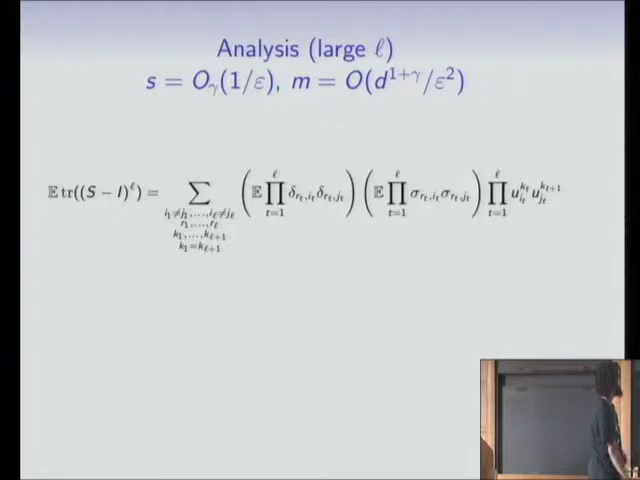 Analysis (large ℓ)
s = O_γ(1/ε), m = O(d^{1+γ}/ε^2)
𝔼 tr((S − I)^ℓ) = ∑_{i_1≠j_1,...,i_ℓ≠j_ℓ r_1,...,r_ℓ k_1,...,k_{ℓ+1} k_1=k_{ℓ+1}} (𝔼 ∏_{t=1}^{ℓ} δ_{r_t,i_t} δ_{r_t,j_t}) (𝔼 ∏_{t=1}^{ℓ} σ_{r_t,i_t} σ_{r_t,j_t}) ∏_{t=1}^{ℓ} u_{i_t}^{k_t} u_{j_t}^{k_{t+1}}